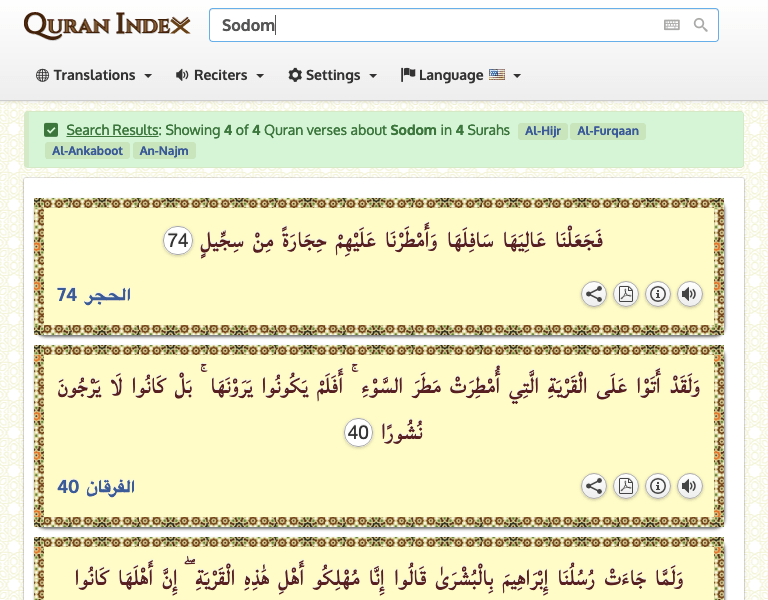 Quran Index
Sodom
Translations Reciters Settings Language
Search Results: Showing 4 of 4 Quran verses about Sodom in 4 Surahs Al-Hijr Al-Furqaan
Al-Ankaboot An-Najm
فَجَعَلْنَا عَالِيَهَا سَافِلَهَا وَأَمْطَرْنَا عَلَيْهِمْ حِجَارَةً مِنْ سِجِّيلٍ 74
الحجر 74
وَلَقَدْ أَتَوْا عَلَى الْقَرْيَةِ الَّتِي أُمْطِرَتْ مَطَرَ السَّوْءِ ۚ أَفَلَمْ يَكُونُوا يَرَوْنَهَا ۚ بَلْ كَانُوا لَا يَرْجُونَ
نُشُورًا 40
الفرقان 40
وَلَمَّا جَاءَتْ رُسُلُنَا إِبْرَاهِيمَ بِالْبُشْرَىٰ قَالُوا إِنَّا مُهْلِكُو أَهْلِ هَٰذِهِ الْقَرْيَةِ ۖ إِنَّ أَهْلَهَا كَانُوا